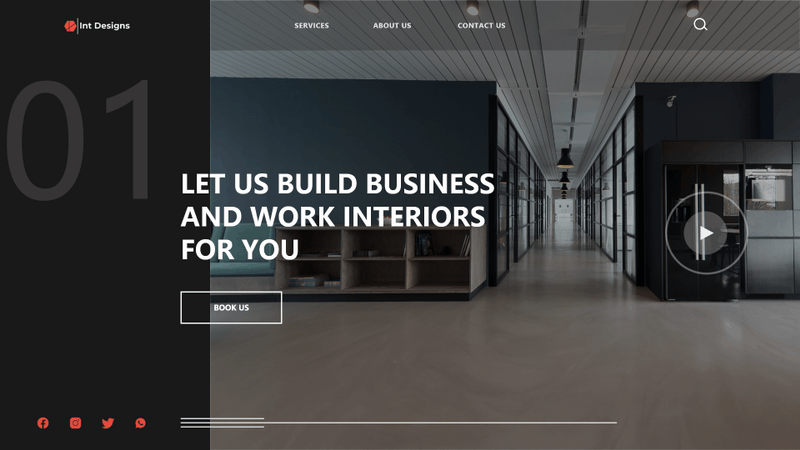 Int Designs
SERVICES
ABOUT US
CONTACT US
01
LET US BUILD BUSINESS
AND WORK INTERIORS
FOR YOU
BOOK US